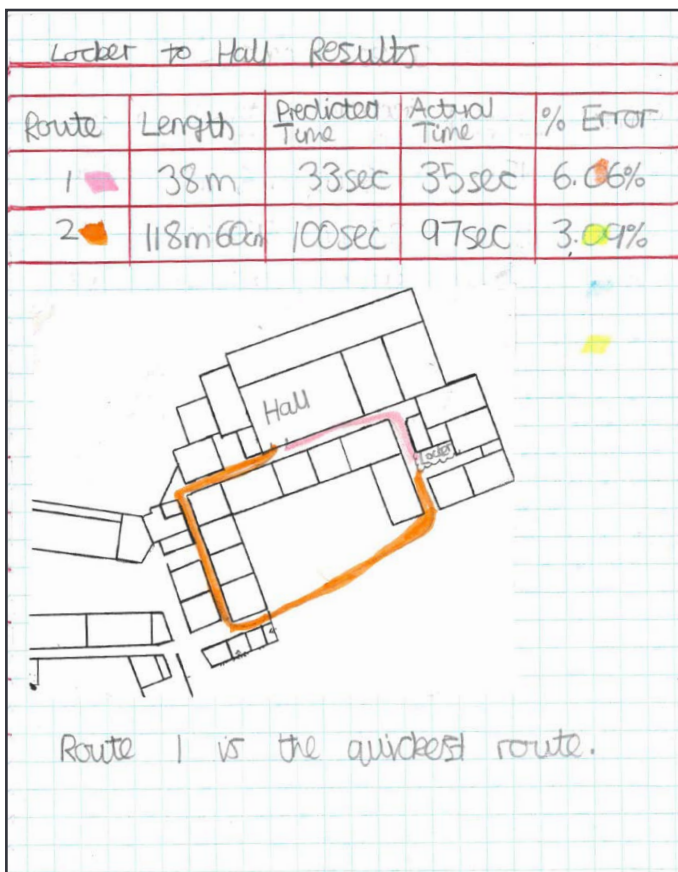 Locker to Hall Results
Route Length Predicted Time Actual Time % Error
1 38m 33sec 35sec 6.06%
2 118m 60cm 100sec 97sec 3.09%
Hall
Locker
Route 1 is the quickest route.